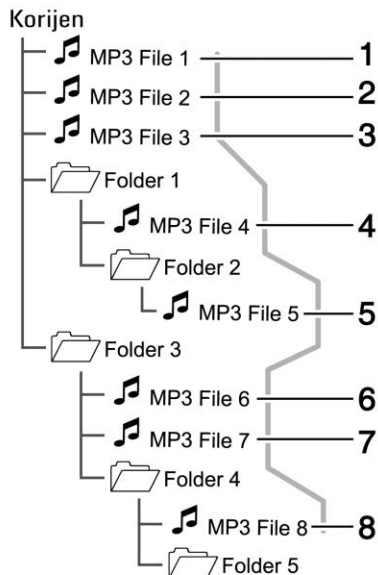 Korijen
MP3 File 1 1
MP3 File 2 2
MP3 File 3 3
Folder 1
MP3 File 4 4
Folder 2
MP3 File 5 5
Folder 3
MP3 File 6 6
MP3 File 7 7
Folder 4
MP3 File 8 8
Folder 5